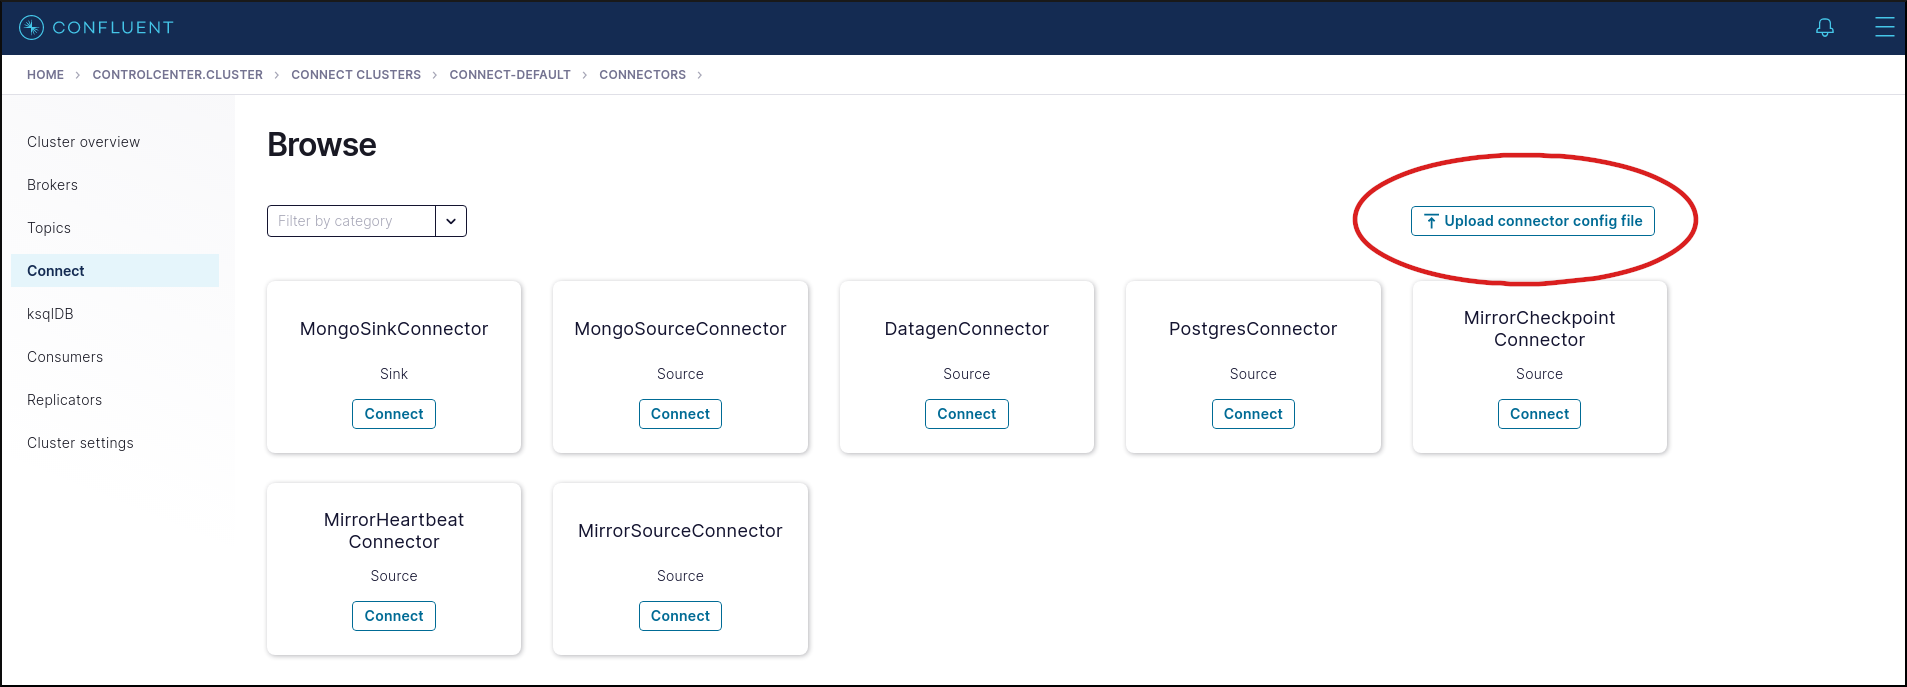 CONFLUENT
HOME > CONTROLCENTER.CLUSTER > CONNECT CLUSTERS > CONNECT-DEFAULT > CONNECTORS >
Cluster overview
Brokers
Topics
Connect
ksqlDB
Consumers
Replicators
Cluster settings
Browse
Filter by category
Upload connector config file
MongoSinkConnector
Sink
Connect
MongoSourceConnector
Source
Connect
DatagenConnector
Source
Connect
PostgresConnector
Source
Connect
MirrorCheckpoint
Connector
Source
Connect
MirrorHeartbeat
Connector
Source
Connect
MirrorSourceConnector
Source
Connect